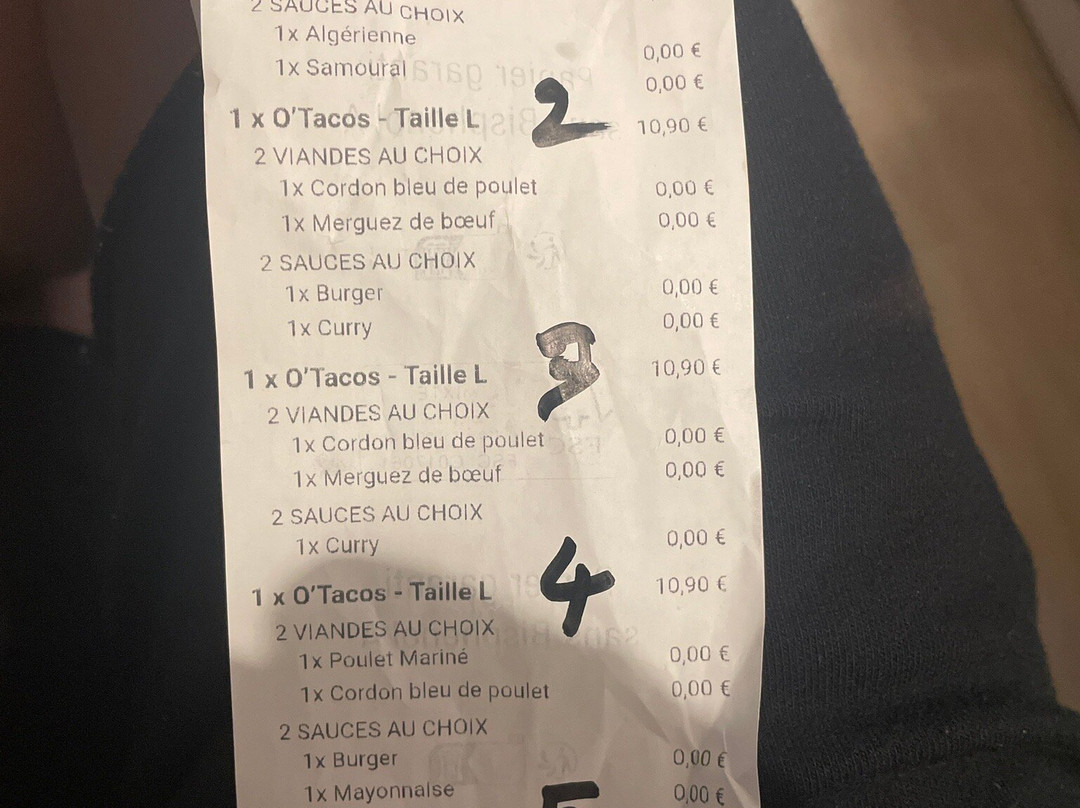 2 SAUCES AU CHOIX
1x Algérienne 0,00 €
1x Samouraï 0,00 €
1 x O'Tacos - Taille L 2 10,90 €
2 VIANDES AU CHOIX
1x Cordon bleu de poulet 0,00 €
1x Merguez de bœuf 0,00 €
2 SAUCES AU CHOIX
1x Burger 0,00 €
1x Curry 0,00 €
1 x O'Tacos - Taille L 10,90 €
2 VIANDES AU CHOIX
1x Cordon bleu de poulet 0,00 €
1x Merguez de bœuf 0,00 €
2 SAUCES AU CHOIX
1x Curry 0,00 €
1 x O'Tacos - Taille L 4 10,90 €
2 VIANDES AU CHOIX
1x Poulet Mariné 0,00 €
1x Cordon bleu de poulet 0,00 €
2 SAUCES AU CHOIX
1x Burger 0,00 €
1x Mayonnaise 0,00 €